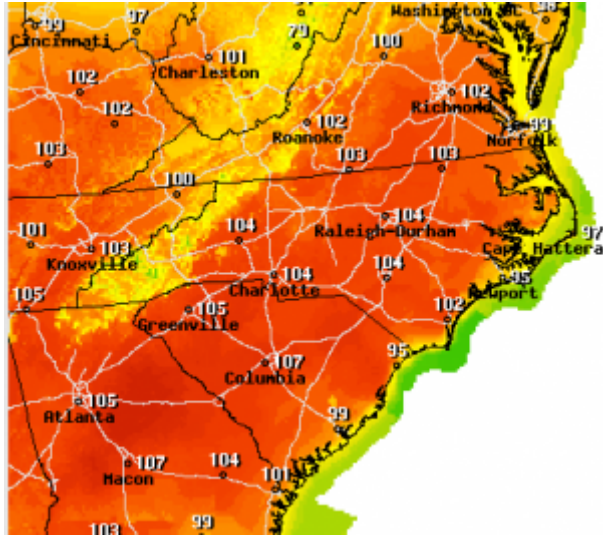 Washington DC
98
99
97
Cincinnati
79
100
101
Charleston
102
102
Richmond
102
102
Roanoke
99
Norfolk
103
103
103
100
104
Raleigh-Durham
104
97
Cape Hattera
101
103
Knoxville
104
Charlotte
104
95
Newport
105
105
Greenville
102
95
107
Columbia
105
Atlanta
99
107
Macon
104
101
103
99